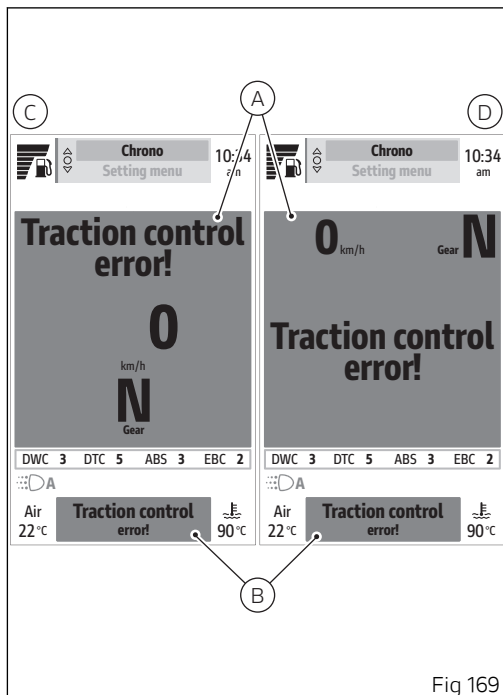 C
A
D
Chrono
Setting menu
10:34
am
Traction control
error!
0
km/h
N
Gear
DWC 3 DTC 5 ABS 3 EBC 2
A
Air
22 °C
Traction control
error!
90 °C
Chrono
Setting menu
10:34
am
0 km/h
Gear N
Traction control
error!
DWC 3 DTC 5 ABS 3 EBC 2
A
Air
22 °C
Traction control
error!
90 °C
B
Fig 169